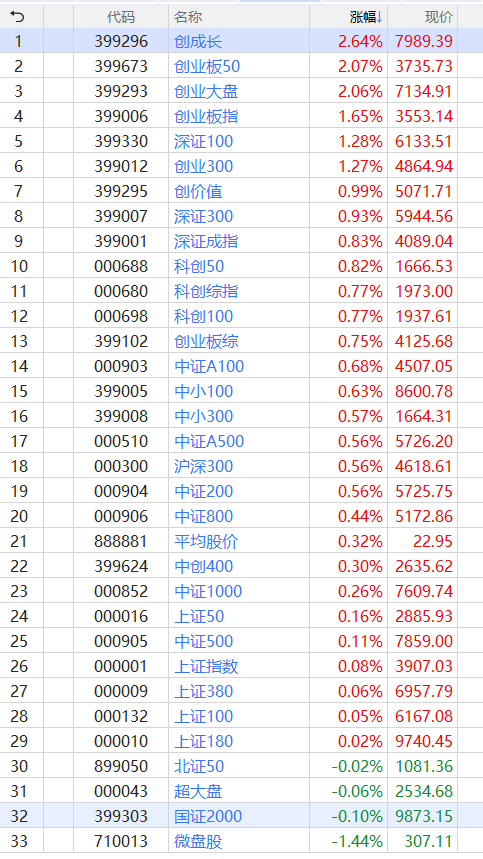 代码 名称 涨幅↓ 现价
1 399296 创成长 2.64% 7989.39
2 399673 创业板50 2.07% 3735.73
3 399293 创业大盘 2.06% 7134.91
4 399006 创业板指 1.65% 3553.14
5 399330 深证100 1.28% 6133.51
6 399012 创业300 1.27% 4864.94
7 399295 创价值 0.99% 5071.71
8 399007 深证300 0.93% 5944.56
9 399001 深证成指 0.83% 4089.04
10 000688 科创50 0.82% 1666.53
11 000680 科创综指 0.77% 1973.00
12 000698 科创100 0.77% 1937.61
13 399102 创业板综 0.75% 4125.68
14 000903 中证A100 0.68% 4507.05
15 399005 中小100 0.63% 8600.78
16 399008 中小300 0.57% 1664.31
17 000510 中证A500 0.56% 5726.20
18 000300 沪深300 0.56% 4618.61
19 000904 中证200 0.56% 5725.75
20 000906 中证800 0.44% 5172.86
21 888881 平均股价 0.32% 22.95
22 399624 中创400 0.30% 2635.62
23 000852 中证1000 0.26% 7609.74
24 000016 上证50 0.16% 2885.93
25 000905 中证500 0.11% 7859.00
26 000001 上证指数 0.08% 3907.03
27 000009 上证380 0.06% 6957.79
28 000132 上证100 0.05% 6167.08
29 000010 上证180 0.02% 9740.45
30 899050 北证50 -0.02% 1081.36
31 000043 超大盘 -0.06% 2534.68
32 399303 国证2000 -0.10% 9873.15
33 710013 微盘股 -1.44% 307.11